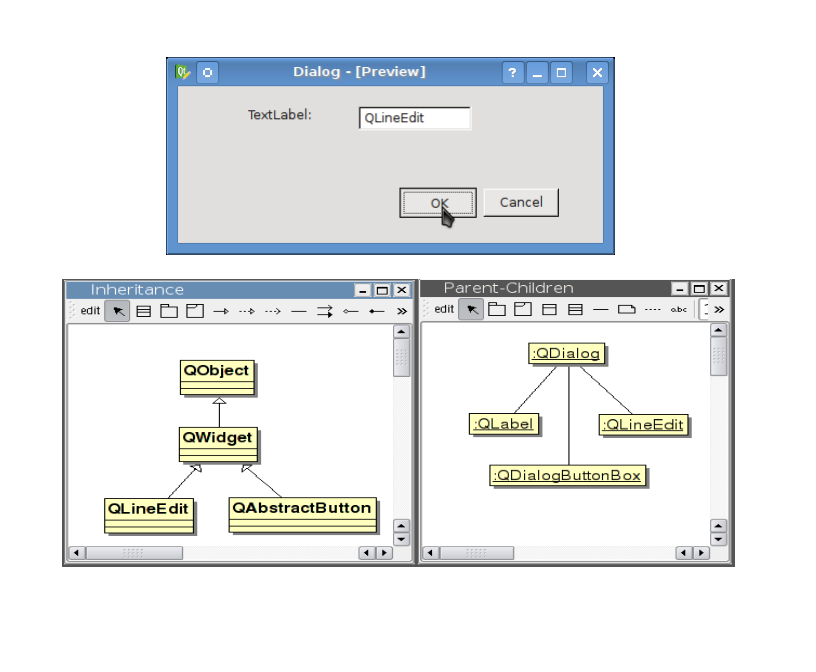 Dialog - [Preview]
TextLabel:
QLineEdit
OK
Cancel
Inheritance
edit
QObject
QWidget
QLineEdit
QAbstractButton
Parent-Children
edit
abc
:QDialog
:QLabel
:QLineEdit
:QDialogButtonBox